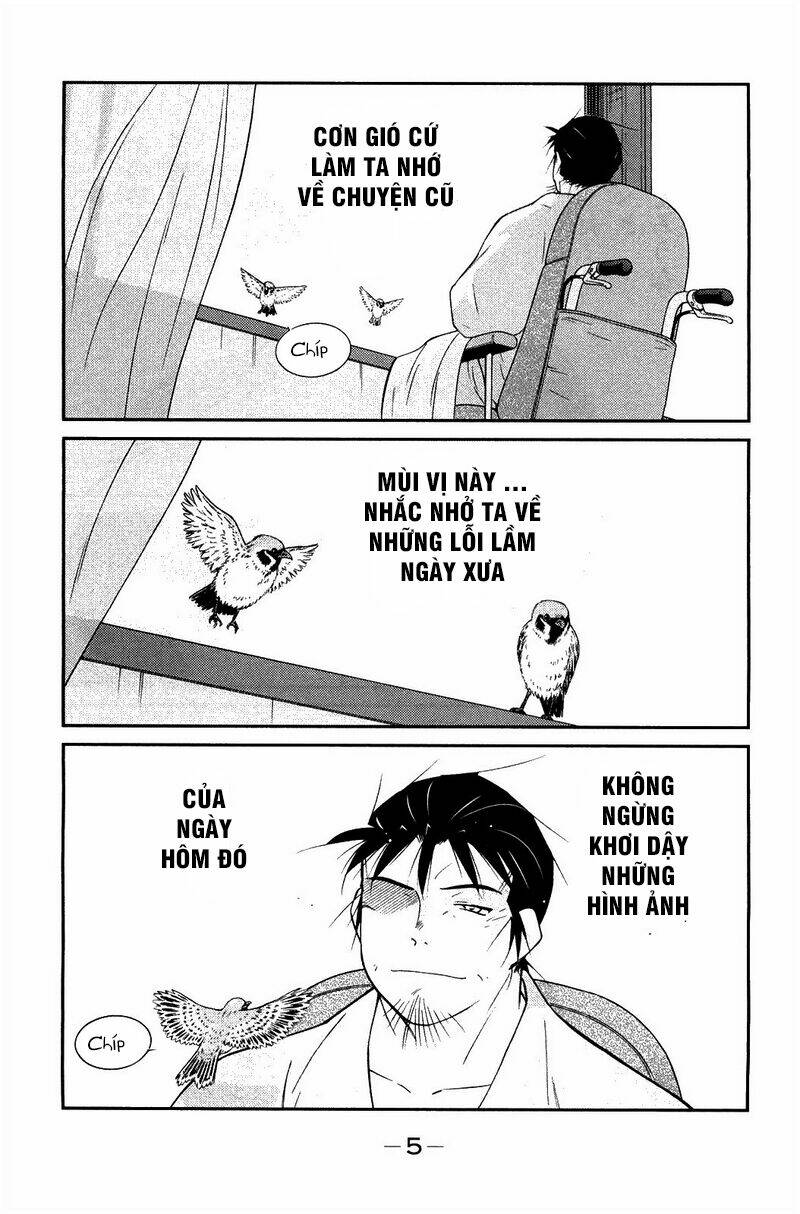 CƠN GIÓ CỨ
LÀM TA NHỚ
VỀ CHUYỆN CŨ
Chíp
MÙI VỊ NÀY ...
NHẮC NHỞ TA VỀ
NHỮNG LỖI LẦM
NGÀY XƯA
KHÔNG
NGỪNG
KHƠI DẬY
NHỮNG
HÌNH ẢNH
CỦA
NGÀY
HÔM ĐÓ
Chíp
—5—